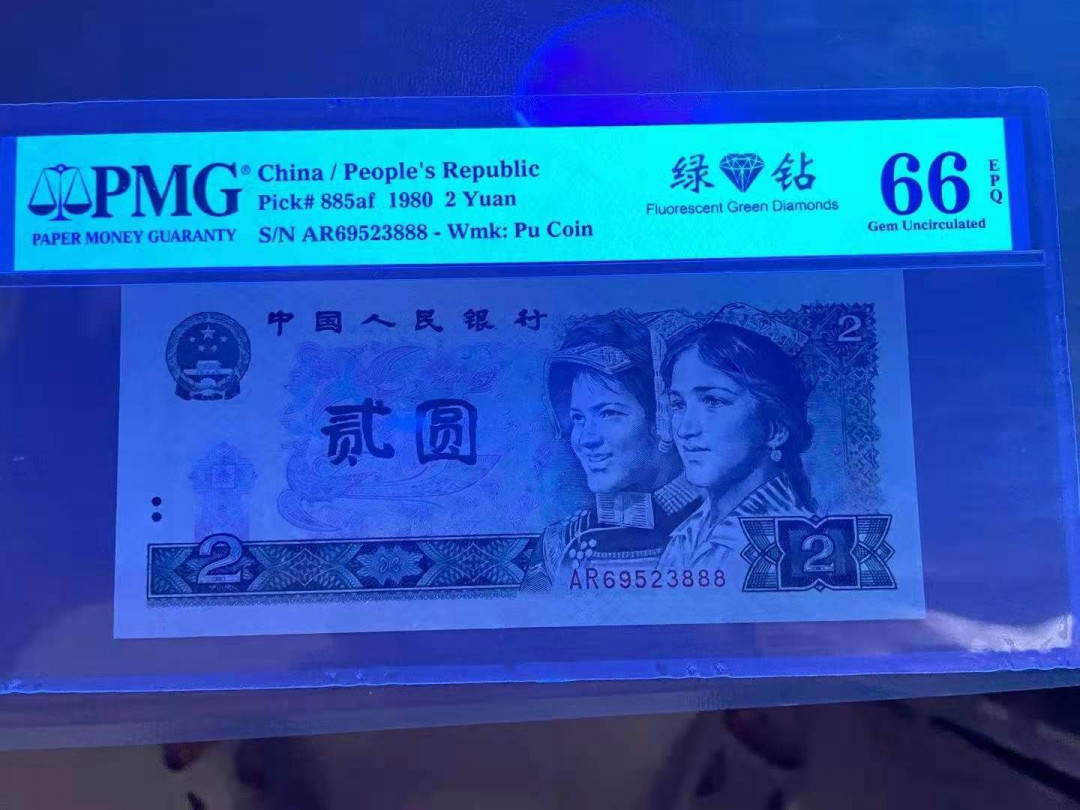 PMG®
PAPER MONEY GUARANTY
China / People's Republic
Pick# 885af 1980 2 Yuan
S/N AR69523888 - Wmk: Pu Coin
绿 钻
Fluorescent Green Diamonds
66
EPQ
Gem Uncirculated
中国人民银行
2
贰圆
2
AR69523888
2